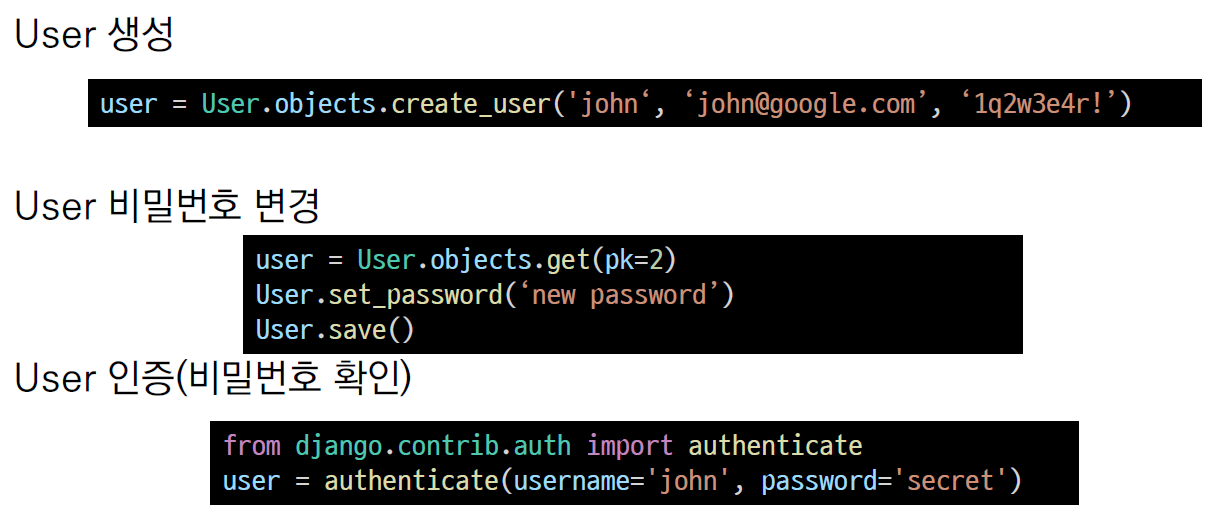 User 생성
user = User.objects.create_user('john‘, ‘john@google.com’, ‘1q2w3e4r!’)
User 비밀번호 변경
user = User.objects.get(pk=2)
User.set_password(‘new password’)
User.save()
User 인증(비밀번호 확인)
from django.contrib.auth import authenticate
user = authenticate(username='john', password='secret')